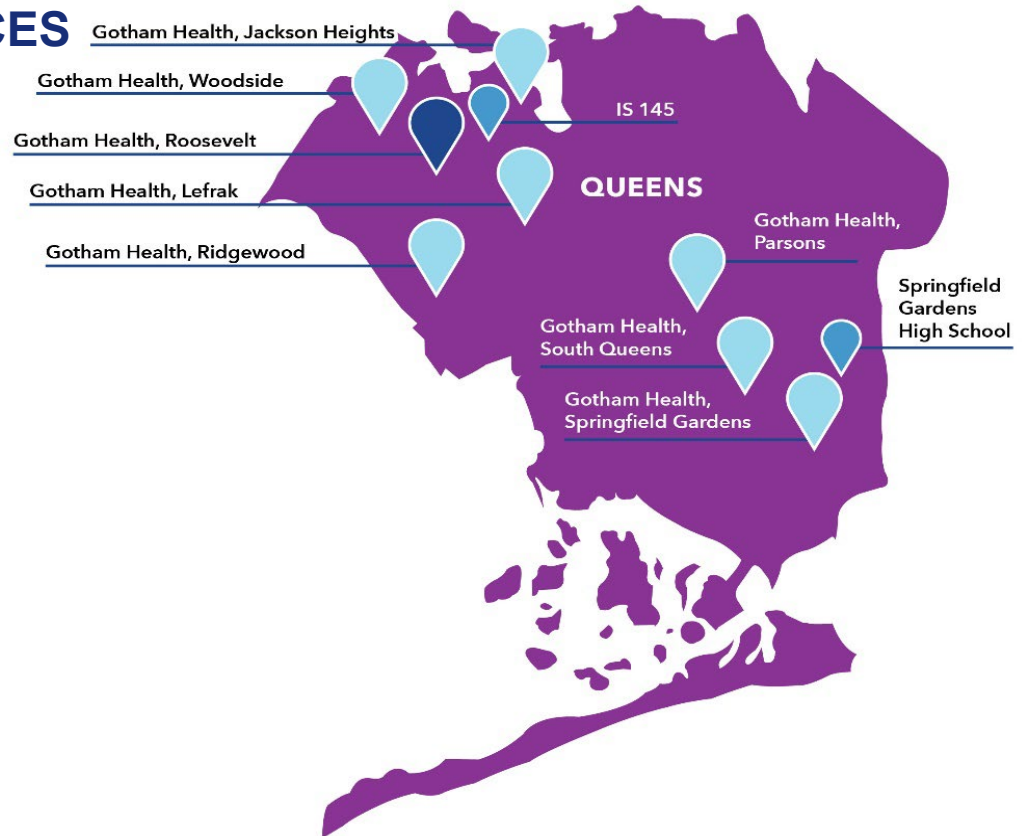 CES
Gotham Health, Jackson Heights
Gotham Health, Woodside
IS 145
Gotham Health, Roosevelt
Gotham Health, Lefrak
QUEENS
Gotham Health, Ridgewood
Gotham Health,
Parsons
Springfield
Gardens
High School
Gotham Health,
South Queens
Gotham Health,
Springfield Gardens